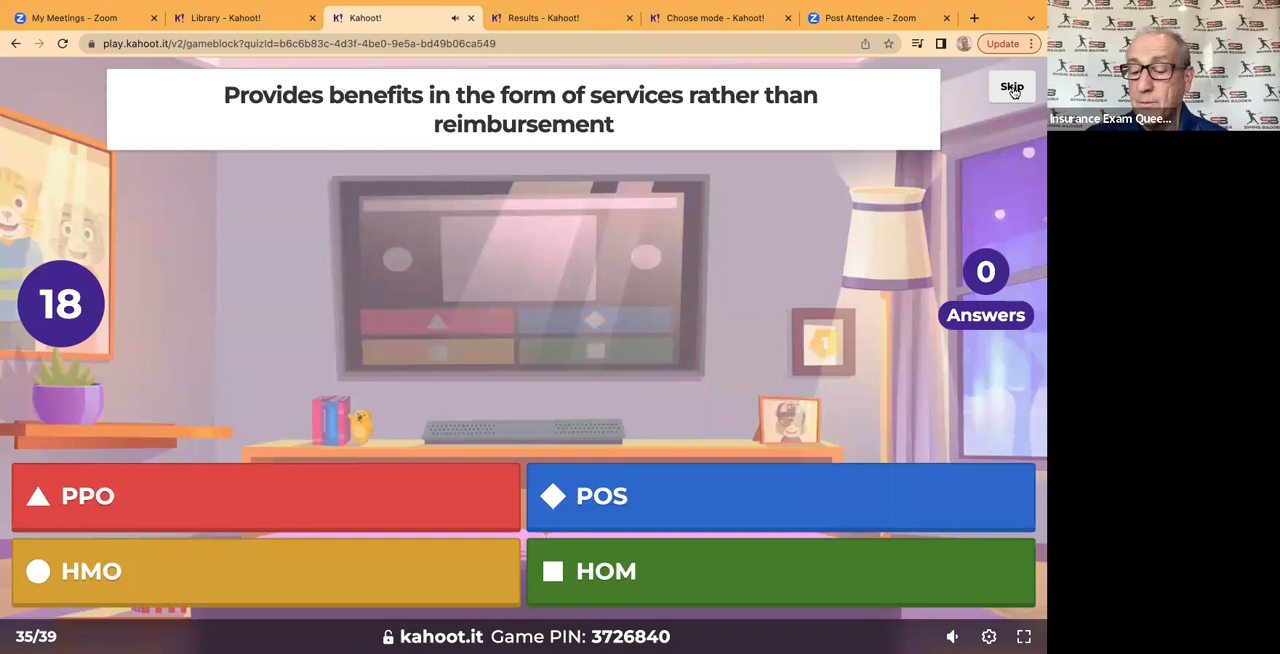 My Meetings - Zoom
Library - Kahoot!
Kahoot!
Results - Kahoot!
Choose mode - Kahoot!
Post Attendee - Zoom
play.kahoot.it/v2/gameblock?quizId=b6c6b83c-4d3f-4be0-9e5a-bd49b06ca549
Update
Provides benefits in the form of services rather than
reimbursement
Skip
SB
Insurance Exam Quee...
18
0
Answers
1
PPO
POS
HMO
HOM
35/39
kahoot.it Game PIN: 3726840